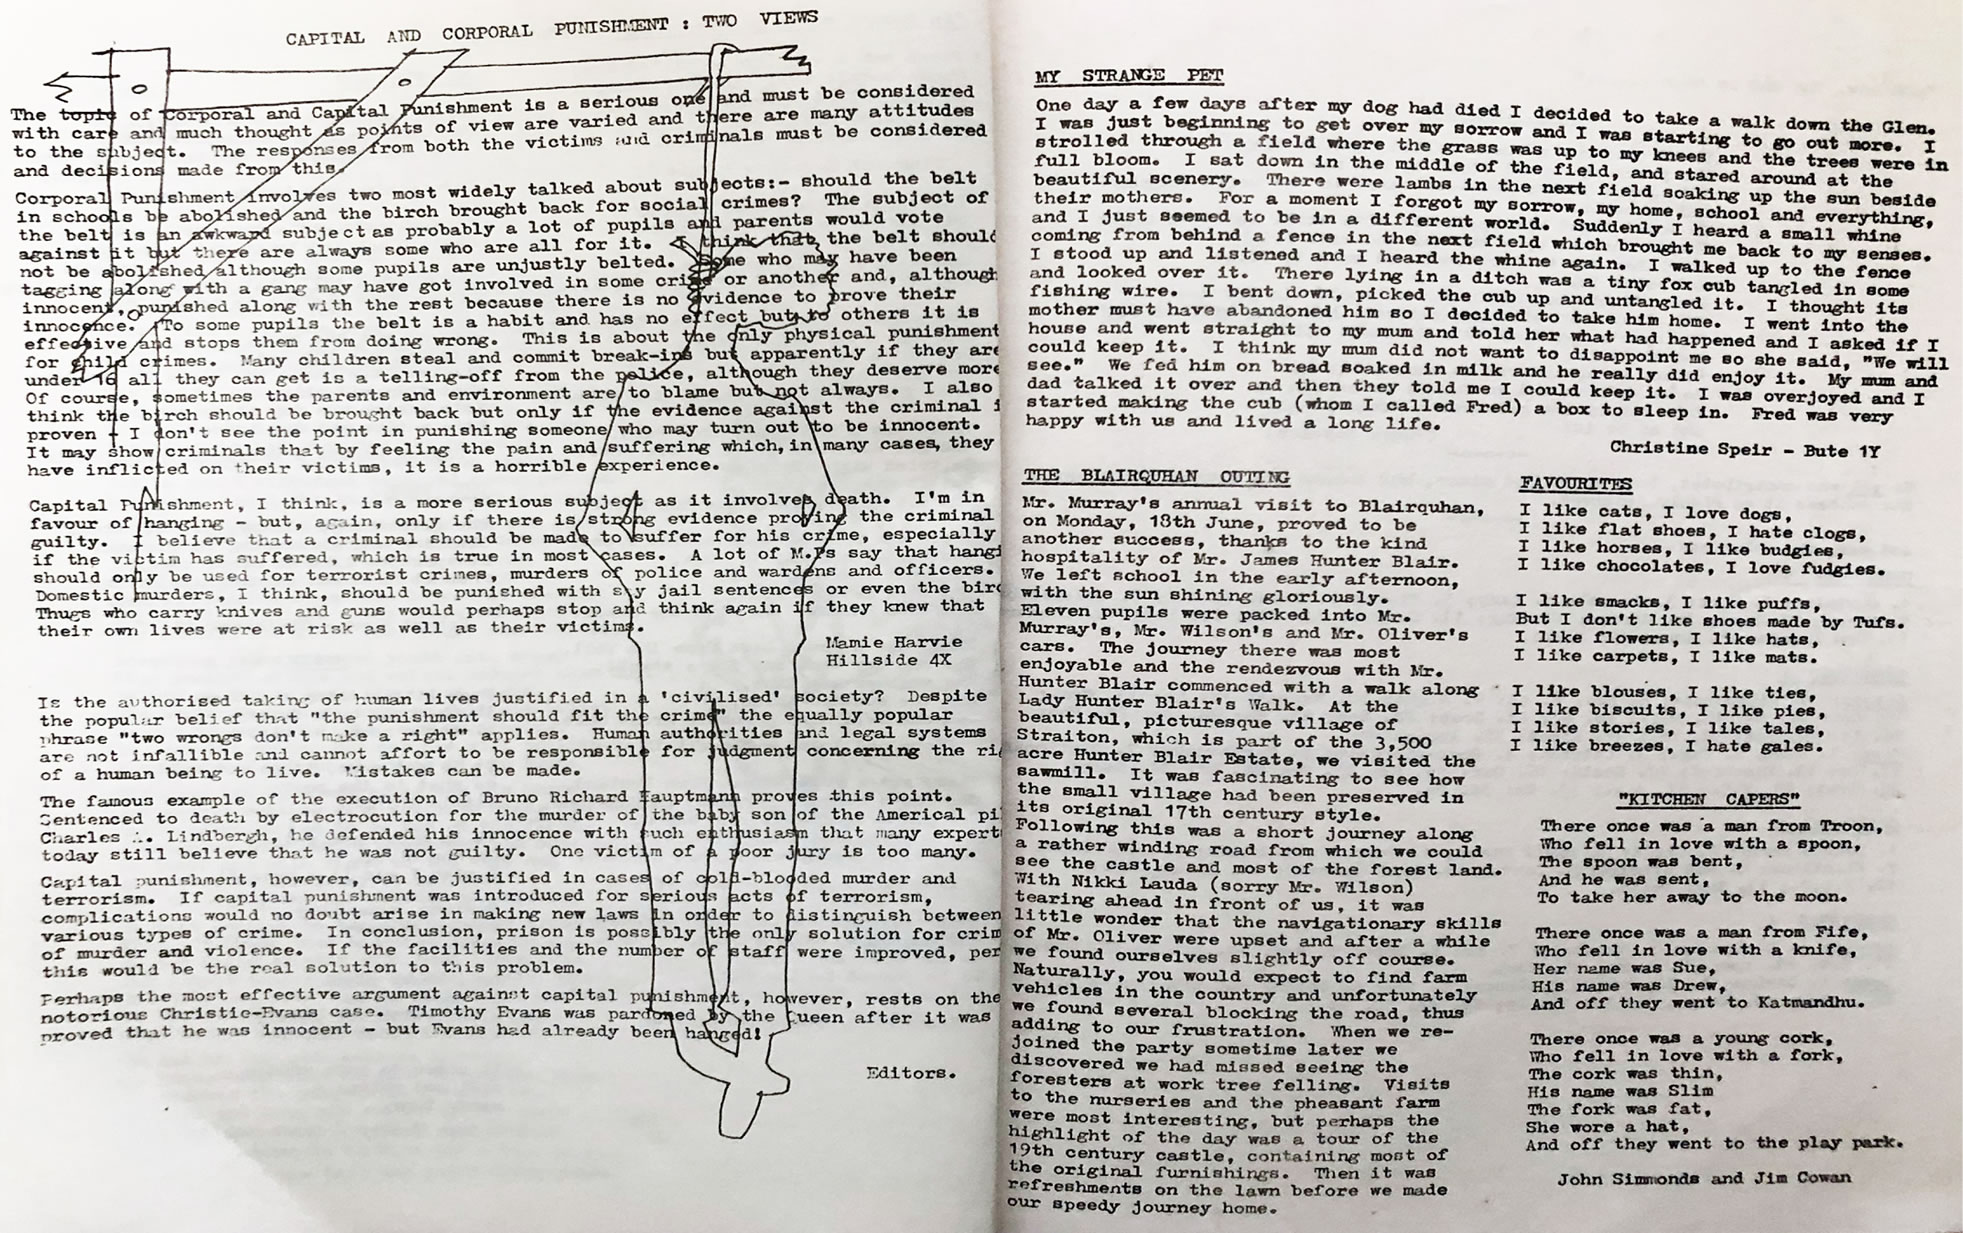 CAPITAL AND CORPORAL PUNISHMENT : TWO VIEWS
The topic of Corporal and Capital Punishment is a serious one and must be considered
with care and much thought as points of view are varied and there are many attitudes
to the subject. The responses from both the victims and criminals must be considered
and decisions made from this.
Corporal Punishment involves two most widely talked about subjects:- should the belt
in schools be abolished and the birch brought back for social crimes? The subject of
the belt is an awkward subject as probably a lot of pupils and parents would vote
against it but there are always some who are all for it. I think that the belt should
not be abolished although some pupils are unjustly belted. Some who may have been
tagging along with a gang may have got involved in some crime or another and, although
innocent, punished along with the rest because there is no evidence to prove their
innocence. To some pupils the belt is a habit and has no effect but to others it is
effective and stops them from doing wrong. This is about the only physical punishment
for child crimes. Many children steal and commit break-ins but apparently if they are
under 16 all they can get is a telling-off from the police, although they deserve more
Of course, sometimes the parents and environment are to blame but not always. I also
think the birch should be brought back but only if the evidence against the criminal i
proven - I don't see the point in punishing someone who may turn out to be innocent.
It may show criminals that by feeling the pain and suffering which, in many cases, they
have inflicted on their victims, it is a horrible experience.
Capital Punishment, I think, is a more serious subject as it involves death. I'm in
favour of hanging - but, again, only if there is strong evidence proving the criminal
guilty. I believe that a criminal should be made to suffer for his crime, especially
if the victim has suffered, which is true in most cases. A lot of M.Ps say that hangi
should only be used for terrorist crimes, murders of police and wardens and officers.
Domestic murders, I think, should be punished with say jail sentences or even the birc
Thugs who carry knives and guns would perhaps stop and think again if they knew that
their own lives were at risk as well as their victims.
Mamie Harvie
Hillside 4X
Is the authorised taking of human lives justified in a 'civilised' society? Despite
the popular belief that "the punishment should fit the crime" the equally popular
phrase "two wrongs don't make a right" applies. Human authorities and legal systems
are not infallible and cannot affort to be responsible for judgment concerning the rig
of a human being to live. Mistakes can be made.
The famous example of the execution of Bruno Richard Hauptmann proves this point.
Sentenced to death by electrocution for the murder of the baby son of the Americal pil
Charles A. Lindbergh, he defended his innocence with such enthusiasm that many expert
today still believe that he was not guilty. One victim of a poor jury is too many.
Capital punishment, however, can be justified in cases of cold-blooded murder and
terrorism. If capital punishment was introduced for serious acts of terrorism,
complications would no doubt arise in making new laws in order to distinguish between
various types of crime. In conclusion, prison is possibly the only solution for crim
of murder and violence. If the facilities and the number of staff were improved, per
this would be the real solution to this problem.
Perhaps the most effective argument against capital punishment, however, rests on the
notorious Christie-Evans case. Timothy Evans was pardoned by the Queen after it was
proved that he was innocent - but Evans had already been hanged!
Editors.
MY STRANGE PET
One day a few days after my dog had died I decided to take a walk down the Glen.
I was just beginning to get over my sorrow and I was starting to go out more. I
strolled through a field where the grass was up to my knees and the trees were in
full bloom. I sat down in the middle of the field, and stared around at the
beautiful scenery. There were lambs in the next field soaking up the sun beside
their mothers. For a moment I forgot my sorrow, my home, school and everything,
and I just seemed to be in a different world. Suddenly I heard a small whine
coming from behind a fence in the next field which brought me back to my senses.
I stood up and listened and I heard the whine again. I walked up to the fence
and looked over it. There lying in a ditch was a tiny fox cub tangled in some
fishing wire. I bent down, picked the cub up and untangled it. I thought its
mother must have abandoned him so I decided to take him home. I went into the
house and went straight to my mum and told her what had happened and I asked if I
could keep it. I think my mum did not want to disappoint me so she said, "We will
see." We fed him on bread soaked in milk and he really did enjoy it. My mum and
dad talked it over and then they told me I could keep it. I was overjoyed and I
started making the cub (whom I called Fred) a box to sleep in. Fred was very
happy with us and lived a long life.
Christine Speir - Bute 1Y
THE BLAIRQUHAN OUTING
Mr. Murray's annual visit to Blairquhan,
on Monday, 18th June, proved to be
another success, thanks to the kind
hospitality of Mr. James Hunter Blair.
We left school in the early afternoon,
with the sun shining gloriously.
Eleven pupils were packed into Mr.
Murray's, Mr. Wilson's and Mr. Oliver's
cars. The journey there was most
enjoyable and the rendezvous with Mr.
Hunter Blair commenced with a walk along
Lady Hunter Blair's Walk. At the
beautiful, picturesque village of
Straiton, which is part of the 3,500
acre Hunter Blair Estate, we visited the
sawmill. It was fascinating to see how
the small village had been preserved in
its original 17th century style.
Following this was a short journey along
a rather winding road from which we could
see the castle and most of the forest land.
With Nikki Lauda (sorry Mr. Wilson)
tearing ahead in front of us, it was
little wonder that the navigationary skills
of Mr. Oliver were upset and after a while
we found ourselves slightly off course.
Naturally, you would expect to find farm
vehicles in the country and unfortunately
we found several blocking the road, thus
adding to our frustration. When we re-
joined the party sometime later we
discovered we had missed seeing the
foresters at work tree felling. Visits
to the nurseries and the pheasant farm
were most interesting, but perhaps the
highlight of the day was a tour of the
19th century castle, containing most of
the original furnishings. Then it was
refreshments on the lawn before we made
our speedy journey home.
FAVOURITES
I like cats, I love dogs,
I like flat shoes, I hate clogs,
I like horses, I like budgies,
I like chocolates, I love fudgies.
I like smacks, I like puffs,
But I don't like shoes made by Tufs.
I like flowers, I like hats,
I like carpets, I like mats.
I like blouses, I like ties,
I like biscuits, I like pies,
I like stories, I like tales,
I like breezes, I hate gales.
"KITCHEN CAPERS"
There once was a man from Troon,
Who fell in love with a spoon,
The spoon was bent,
And he was sent,
To take her away to the moon.
There once was a man from Fife,
Who fell in love with a knife,
Her name was Sue,
His name was Drew,
And off they went to Katmandhu.
There once was a young cork,
Who fell in love with a fork,
The cork was thin,
His name was Slim
The fork was fat,
She wore a hat,
And off they went to the play park.
John Simmonds and Jim Cowan